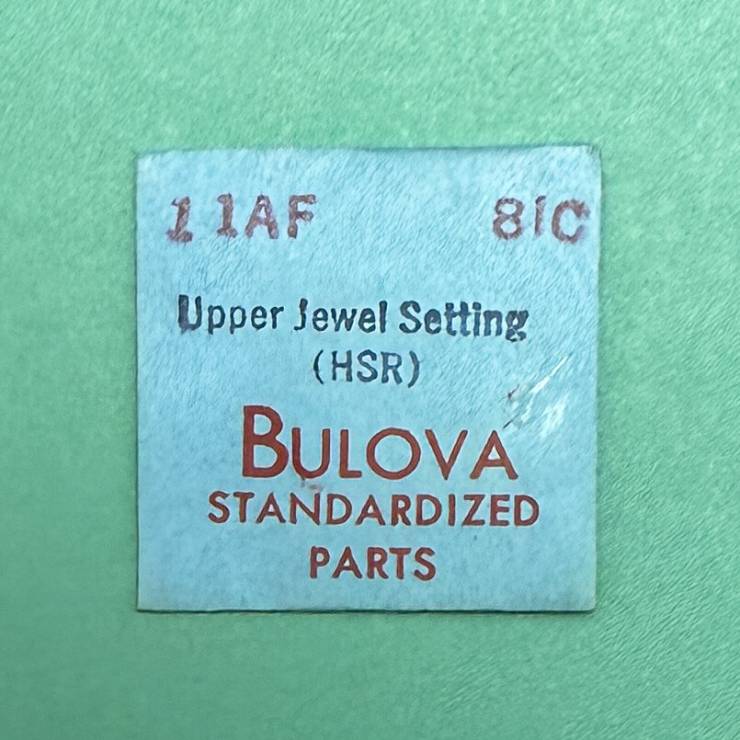 11AF 81C
Upper Jewel Setting
(HSR)
BULOVA
STANDARDIZED
PARTS